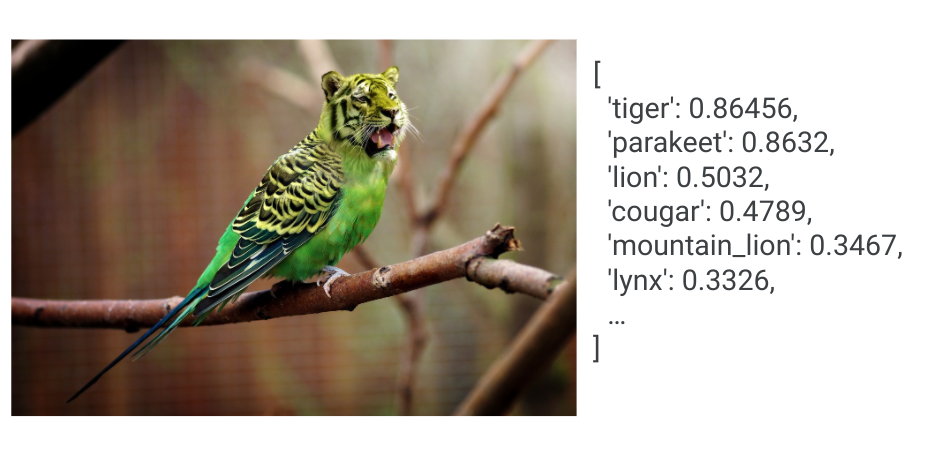 [
'tiger': 0.86456,
'parakeet': 0.8632,
'lion': 0.5032,
'cougar': 0.4789,
'mountain_lion': 0.3467,
'lynx': 0.3326,
...
]